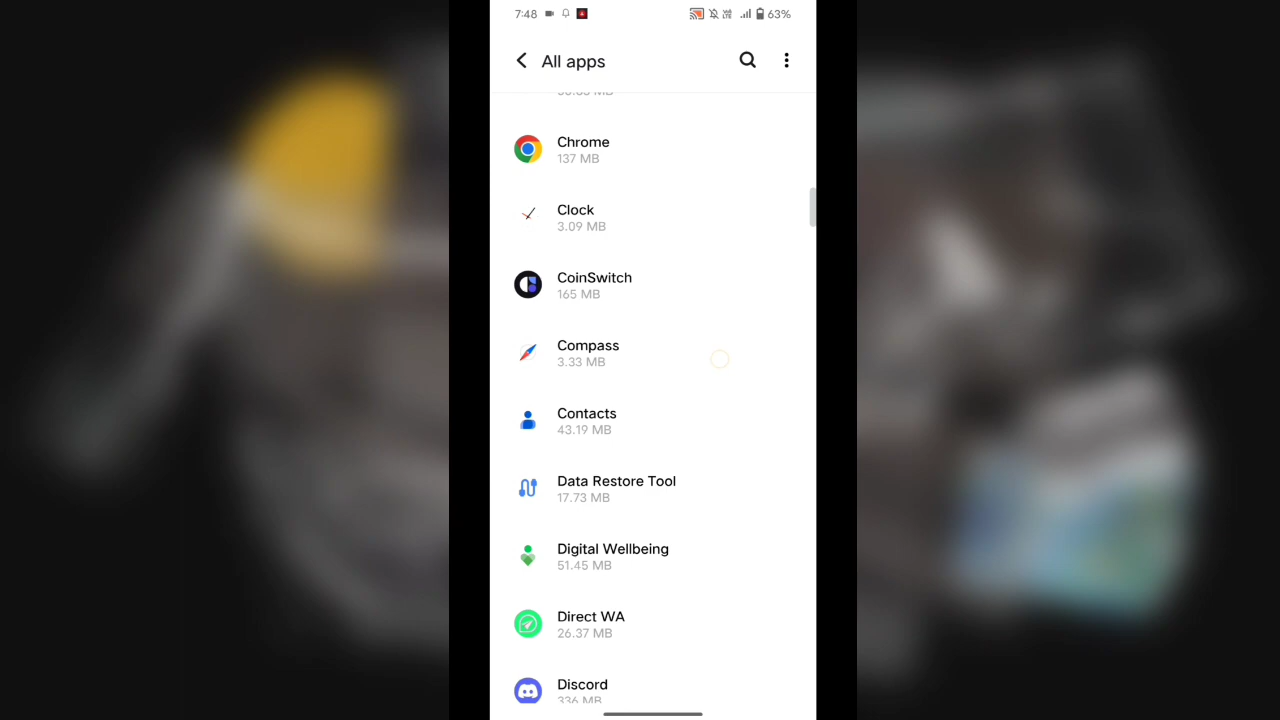 7:48
63%
All apps
Chrome
137 MB
Clock
3.09 MB
CoinSwitch
165 MB
Compass
3.33 MB
Contacts
43.19 MB
Data Restore Tool
17.73 MB
Digital Wellbeing
51.45 MB
Direct WA
26.37 MB
Discord
336 MB